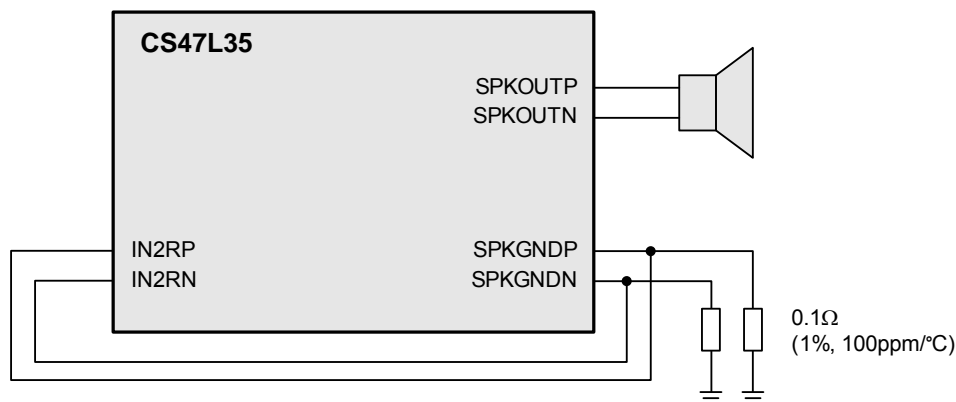 CS47L35
SPKOUTP
SPKOUTN
IN2RP
IN2RN
SPKGNDP
SPKGNDN
0.1Ω
(1%, 100ppm/°C)